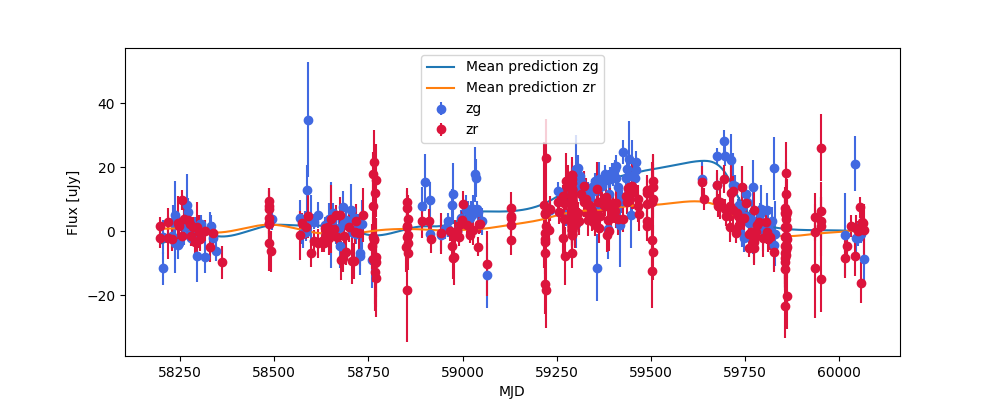 Mean prediction zg
Mean prediction zr
zg
zr
Flux [uJy]
40
20
0
−20
58250 58500 58750 59000 59250 59500 59750 60000
MJD